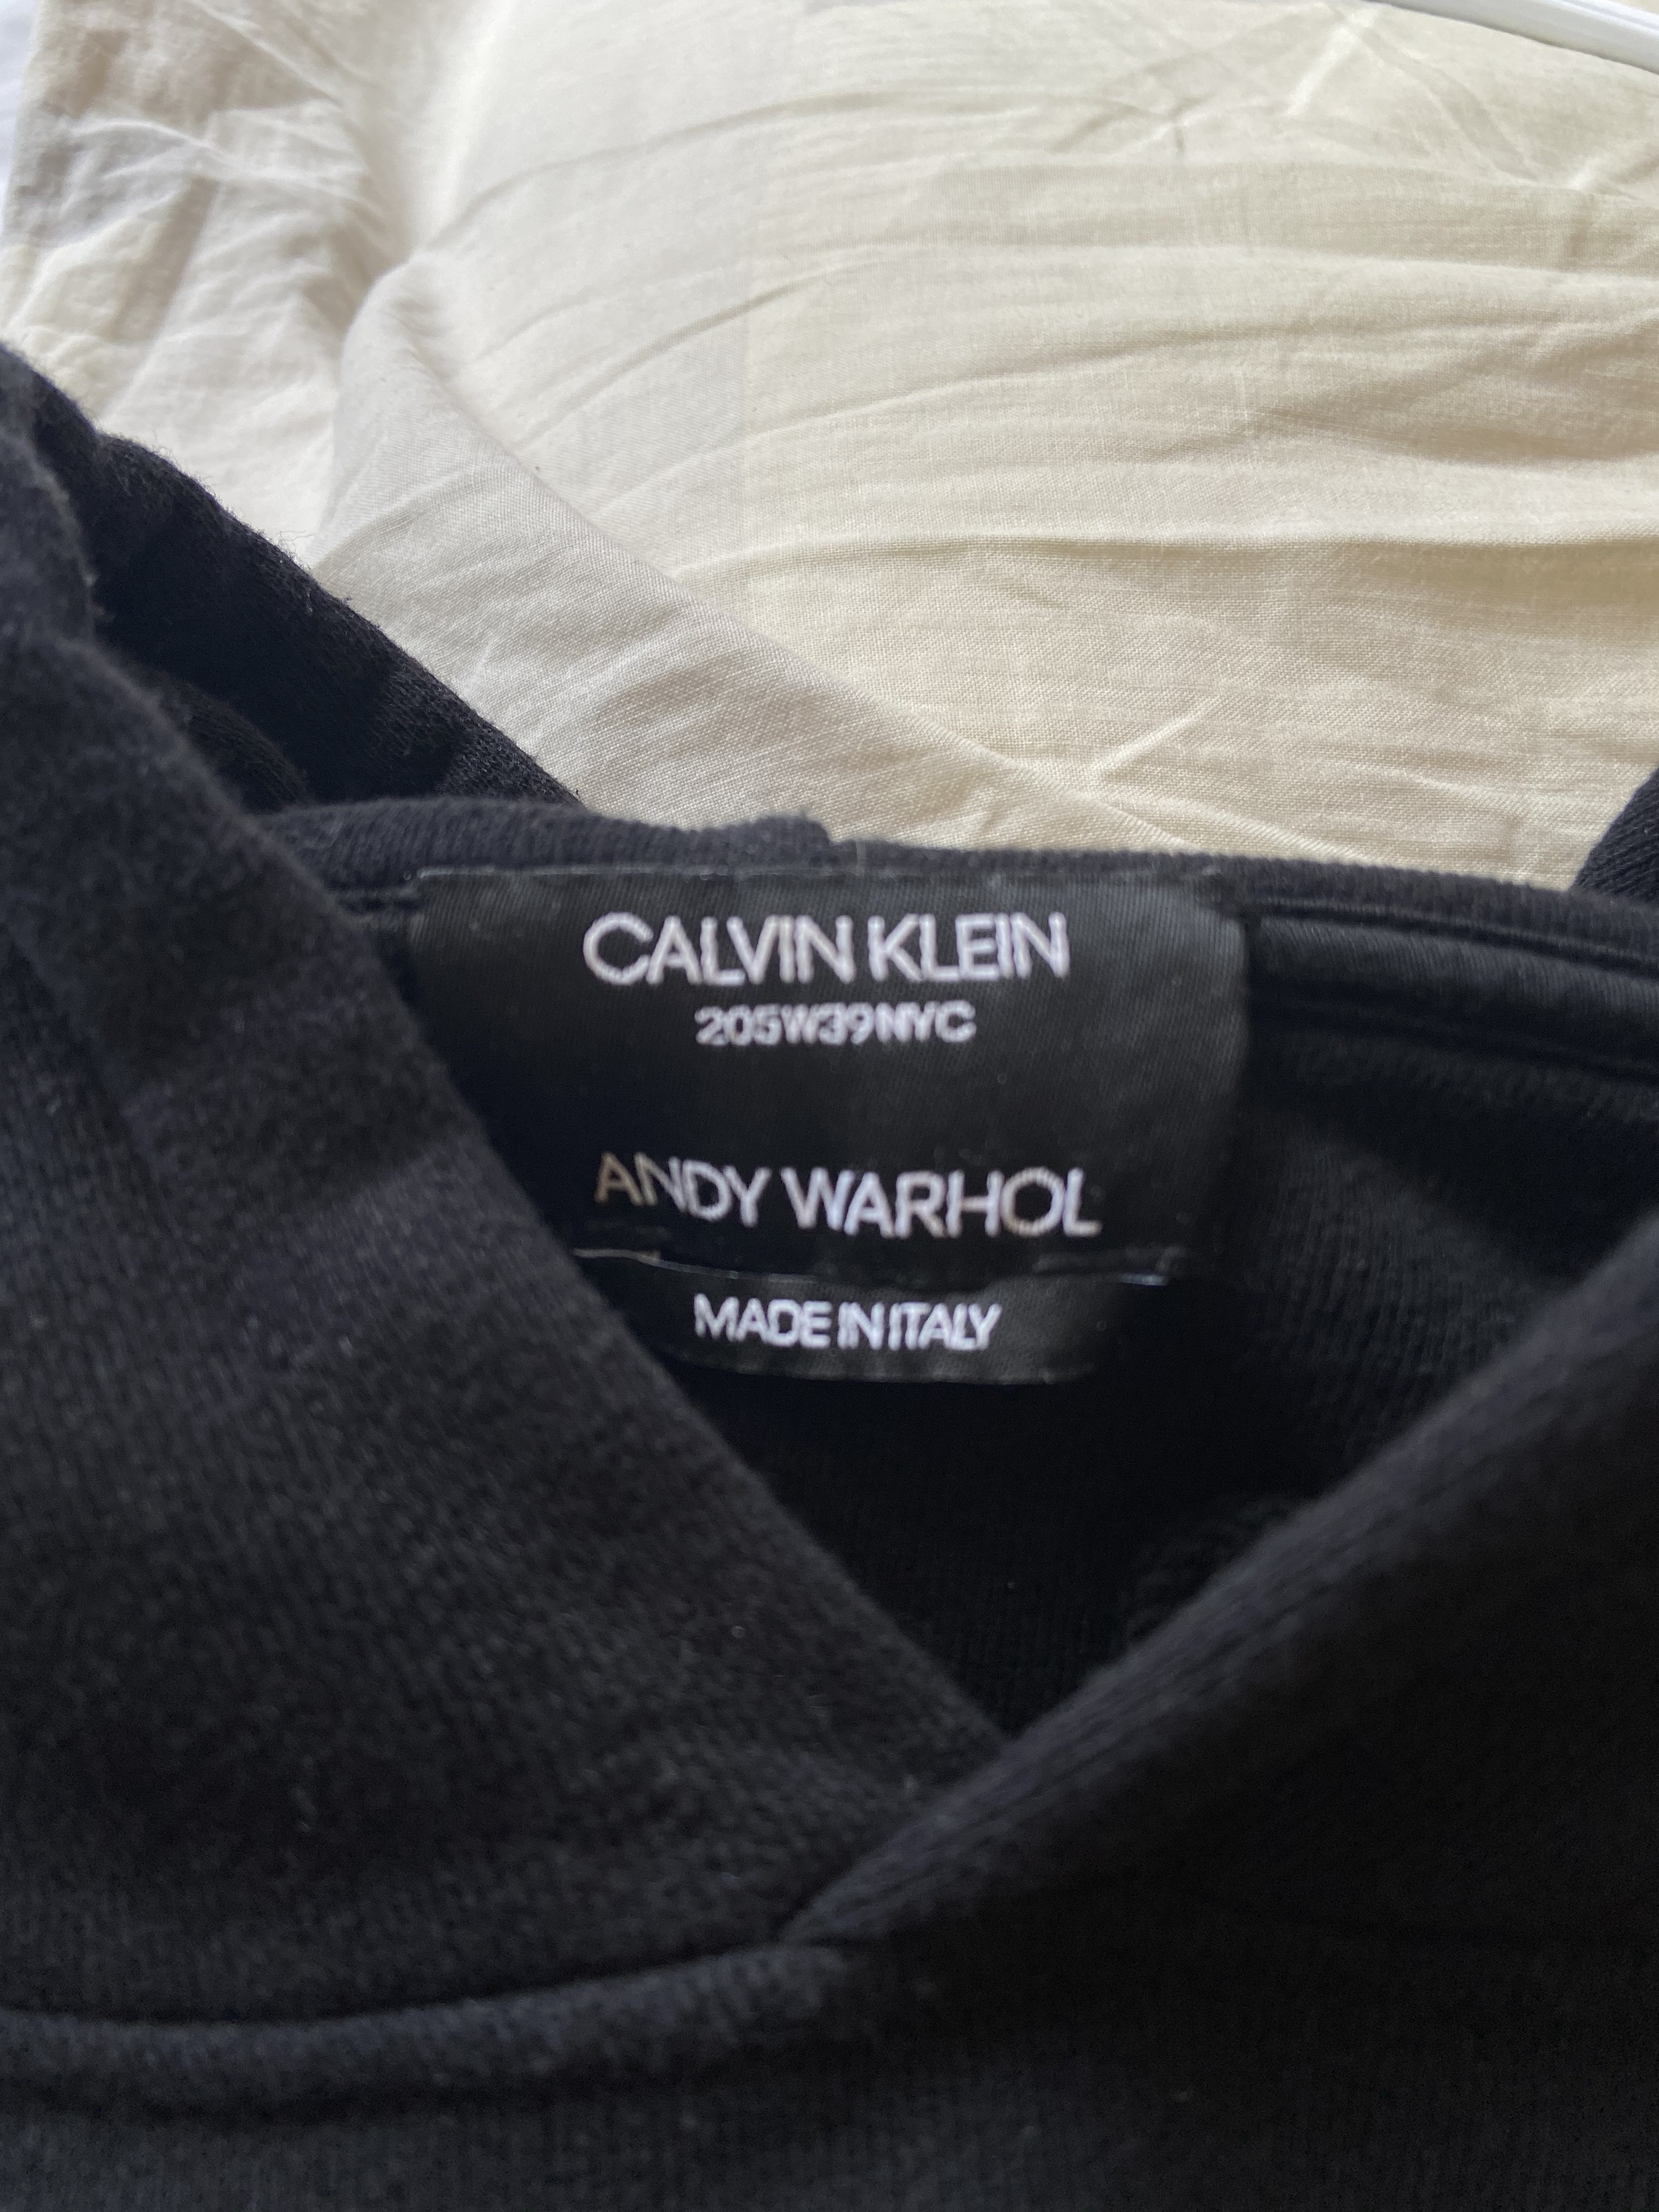 CALVIN KLEIN
205W39NYC
ANDY WARHOL
MADE IN ITALY